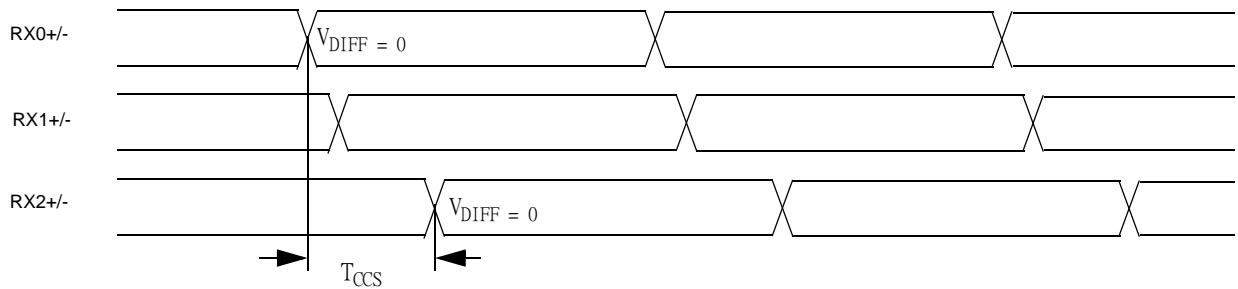 RX0+/-
VDIFF = 0
RX1+/-
RX2+/-
VDIFF = 0
TCCS